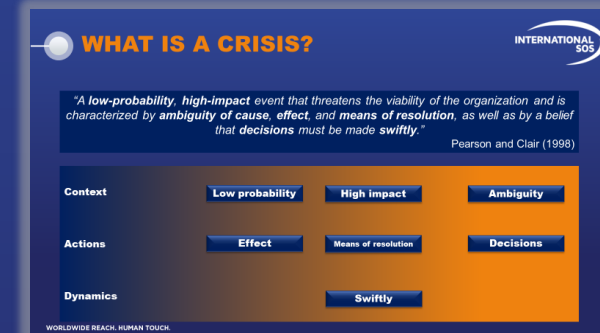 WHAT IS A CRISIS?
INTERNATIONAL
SOS
“A low-probability, high-impact event that threatens the viability of the organization and is
characterized by ambiguity of cause, effect, and means of resolution, as well as by a belief
that decisions must be made swiftly.”
Pearson and Clair (1998)
Context
Low probability
High impact
Ambiguity
Actions
Effect
Means of resolution
Decisions
Dynamics
Swiftly
WORLDWIDE REACH. HUMAN TOUCH.